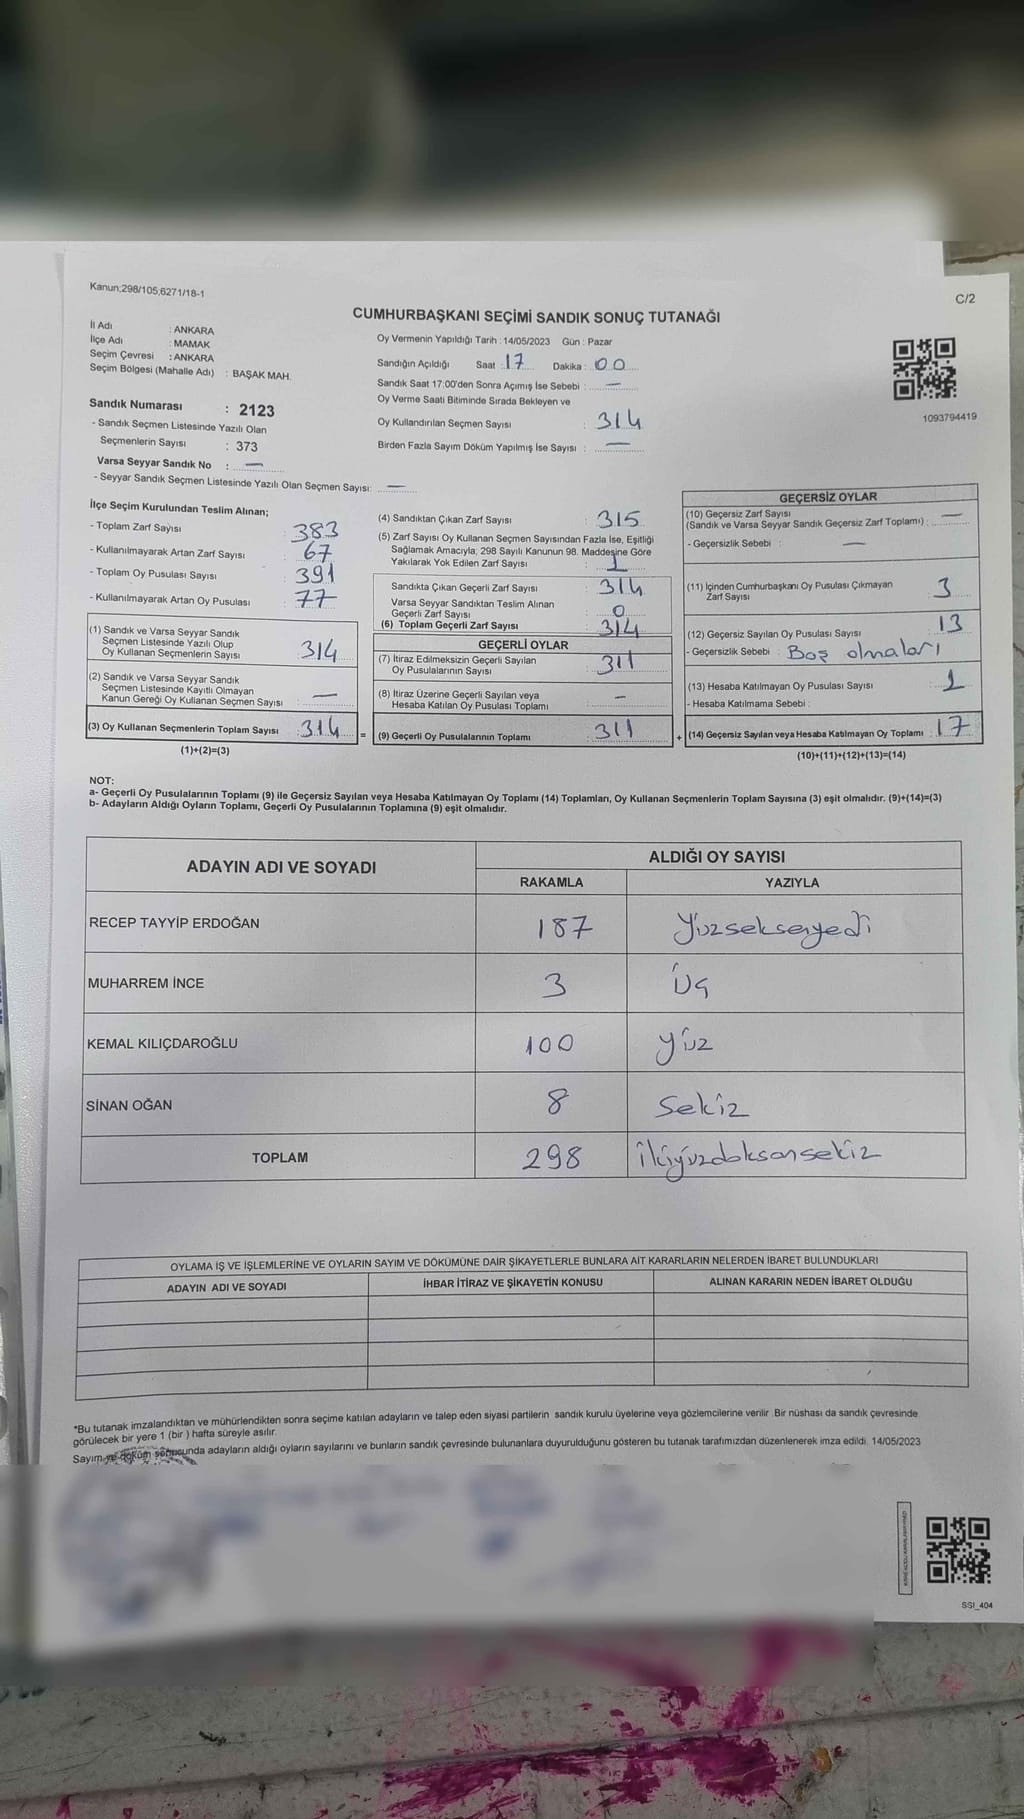 Kanun;298/105,6271/18-1
C/2
CUMHURBAŞKANI SEÇİMİ SANDIK SONUÇ TUTANAĞI
İl Adı : ANKARA
İlçe Adı : MAMAK
Seçim Çevresi : ANKARA
Seçim Bölgesi (Mahalle Adı) : BAŞAK MAH.
Sandık Numarası : 2123
- Sandık Seçmen Listesinde Yazılı Olan
Seçmenlerin Sayısı : 373
Varsa Seyyar Sandık No : —
- Seyyar Sandık Seçmen Listesinde Yazılı Olan Seçmen Sayısı: —
Oy Vermenin Yapıldığı Tarih : 14/05/2023 Gün : Pazar
Sandığın Açıldığı Saat : 17 Dakika : 00
Sandık Saat 17:00'den Sonra Açımış İse Sebebi : —
Oy Verme Saati Bitiminde Sırada Bekleyen ve
Oy Kullandırılan Seçmen Sayısı : 314
Birden Fazla Sayım Döküm Yapılmış İse Sayısı : —
1093794419
İlçe Seçim Kurulundan Teslim Alınan;
- Toplam Zarf Sayısı : 383
- Kullanılmayarak Artan Zarf Sayısı : 67
- Toplam Oy Pusulası Sayısı : 391
- Kullanılmayarak Artan Oy Pusulası : 77
(1) Sandık ve Varsa Seyyar Sandık
Seçmen Listesinde Yazılı Olup
Oy Kullanan Seçmenlerin Sayısı : 314
(2) Sandık ve Varsa Seyyar Sandık
Seçmen Listesinde Kayıtlı Olmayan
Kanun Gereği Oy Kullanan Seçmen Sayısı : —
(3) Oy Kullanan Seçmenlerin Toplam Sayısı : 314
(1)+(2)=(3)
(4) Sandıktan Çıkan Zarf Sayısı : 315
(5) Zarf Sayısı Oy Kullanan Seçmen Sayısından Fazla İse, Eşitliği
Sağlamak Amacıyla, 298 Sayılı Kanunun 98. Maddesine Göre
Yakılarak Yok Edilen Zarf Sayısı : 1
Sandıkta Çıkan Geçerli Zarf Sayısı : 314
Varsa Seyyar Sandıktan Teslim Alınan
Geçerli Zarf Sayısı : 0
(6) Toplam Geçerli Zarf Sayısı : 314
GEÇERLİ OYLAR
(7) İtiraz Edilmeksizin Geçerli Sayılan
Oy Pusulalarının Sayısı : 311
(8) İtiraz Üzerine Geçerli Sayılan veya
Hesaba Katılan Oy Pusulası Toplamı : —
= (9) Geçerli Oy Pusulalarının Toplamı : 311
GEÇERSİZ OYLAR
(10) Geçersiz Zarf Sayısı
(Sandık ve Varsa Seyyar Sandık Geçersiz Zarf Toplamı) : —
- Geçersizlik Sebebi : —
(11) İçinden Cumhurbaşkanı Oy Pusulası Çıkmayan
Zarf Sayısı 3
(12) Geçersiz Sayılan Oy Pusulası Sayısı : 13
- Geçersizlik Sebebi : Boş olmaları
(13) Hesaba Katılmayan Oy Pusulası Sayısı : 1
- Hesaba Katılmama Sebebi :
+ (14) Geçersiz Sayılan veya Hesaba Katılmayan Oy Toplamı : 17
(10)+(11)+(12)+(13)=(14)
NOT:
a- Geçerli Oy Pusulalarının Toplamı (9) ile Geçersiz Sayılan veya Hesaba Katılmayan Oy Toplamı (14) Toplamları, Oy Kullanan Seçmenlerin Toplam Sayısına (3) eşit olmalıdır. (9)+(14)=(3)
b- Adayların Aldığı Oyların Toplamı, Geçerli Oy Pusulalarının Toplamına (9) eşit olmalıdır.
ADAYIN ADI VE SOYADI ALDIĞI OY SAYISI
RAKAMLA YAZIYLA
RECEP TAYYİP ERDOĞAN 187 Yüzseksenyedi
MUHARREM İNCE 3 Üç
KEMAL KILIÇDAROĞLU 100 yüz
SİNAN OĞAN 8 Sekiz
TOPLAM 298 ikiyüzdoksansekiz
OYLAMA İŞ VE İŞLEMLERİNE VE OYLARIN SAYIM VE DÖKÜMÜNE DAİR ŞİKAYETLERLE BUNLARA AİT KARARLARIN NELERDEN İBARET BULUNDUKLARI
ADAYIN ADI VE SOYADI İHBAR İTİRAZ VE ŞİKAYETİN KONUSU ALINAN KARARIN NEDEN İBARET OLDUĞU
*Bu tutanak imzalandıktan ve mühürlendikten sonra seçime katılan adayların ve talep eden siyasi partilerin sandık kurulu üyelerine veya gözlemcilerine verilir. Bir nüshası da sandık çevresinde
görülecek bir yere 1 (bir ) hafta süreyle asılır.
Sayım ve döküm sonucunda adayların aldığı oyların sayılarını ve bunların sandık çevresinde bulunanlara duyurulduğunu gösteren bu tutanak tarafımızdan düzenlenerek imza edildi. 14/05/2023
SSI_404